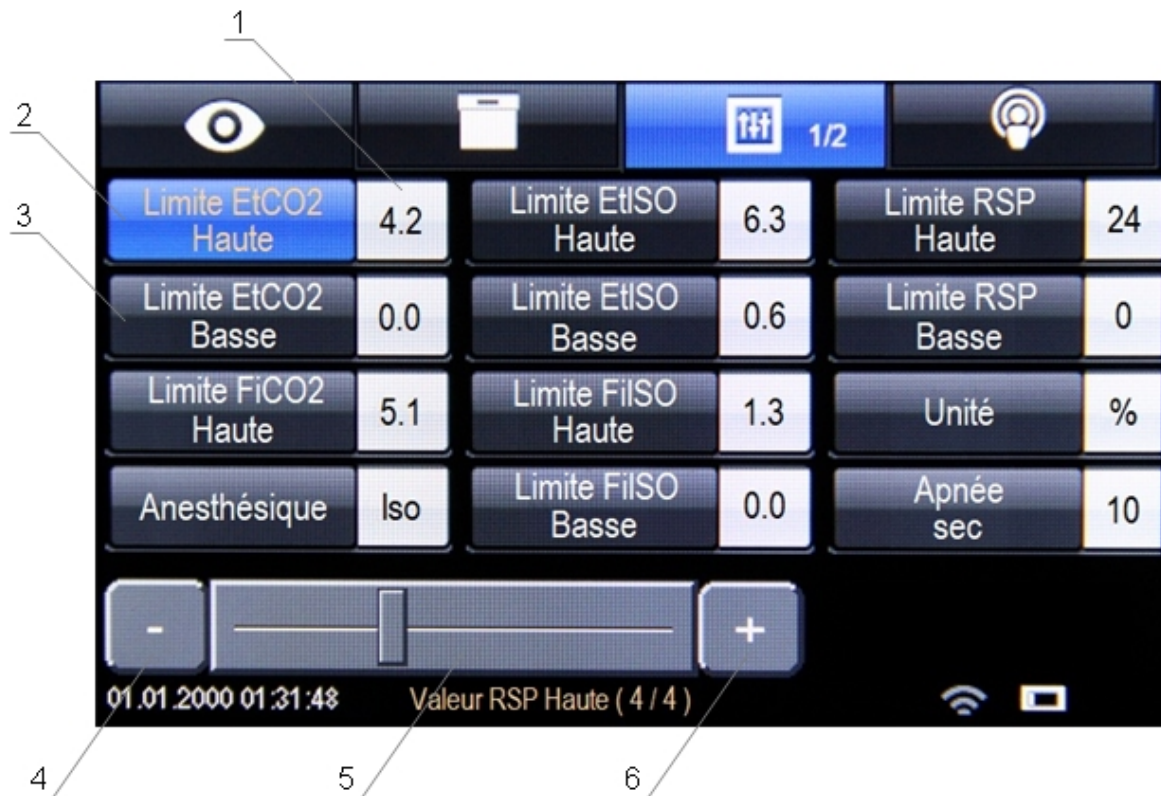 1
2
3
4
5
6
1/2
Limite EtCO2
Haute
4.2
Limite EtISO
Haute
6.3
Limite RSP
Haute
24
Limite EtCO2
Basse
0.0
Limite EtISO
Basse
0.6
Limite RSP
Basse
0
Limite FiCO2
Haute
5.1
Limite FiISO
Haute
1.3
Unité
%
Anesthésique
Iso
Limite FiISO
Basse
0.0
Apnée
sec
10
-
+
01.01.2000 01:31:48
Valeur RSP Haute ( 4 / 4 )